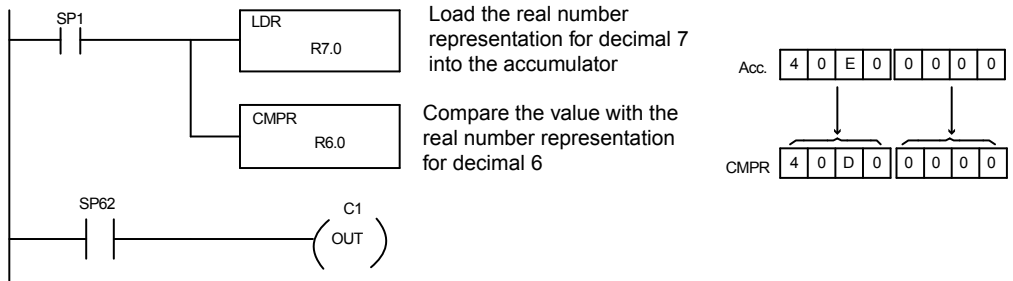 SP1
LDR
R7.0
Load the real number
representation for decimal 7
into the accumulator
Acc. 4 0 E 0 0 0 0 0
CMPR
R6.0
Compare the value with the
real number representation
for decimal 6
CMPR 4 0 D 0 0 0 0 0
SP62
C1
OUT